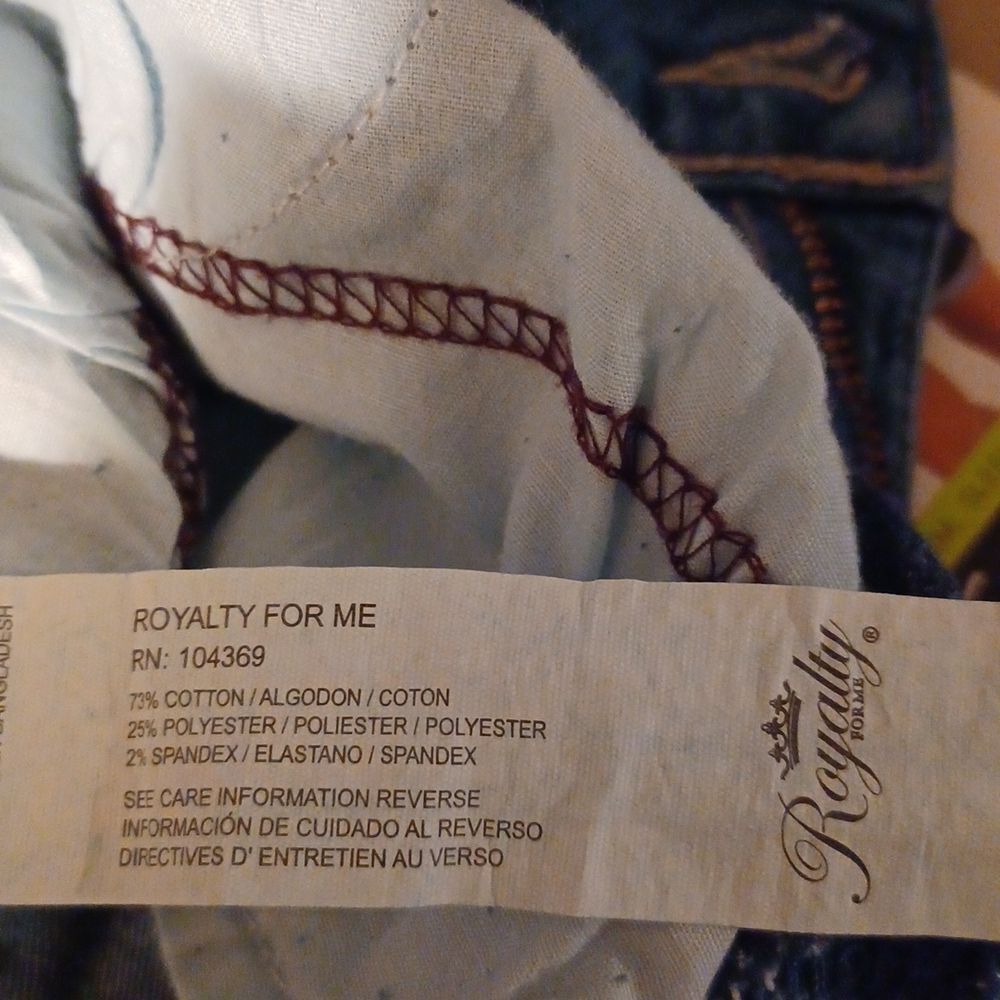 BANGLADESH
ROYALTY FOR ME
RN: 104369
73% COTTON / ALGODON / COTON
25% POLYESTER / POLIESTER / POLYESTER
2% SPANDEX / ELASTANO / SPANDEX
SEE CARE INFORMATION REVERSE
INFORMACIÓN DE CUIDADO AL REVERSO
DIRECTIVES D' ENTRETIEN AU VERSO
Royalty®
FOR ME